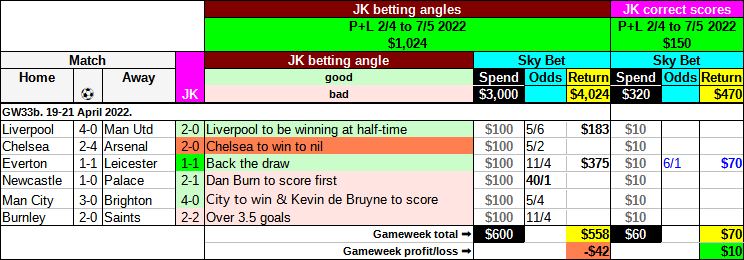 JK betting angles JK correct scores
P+L 2/4 to 7/5 2022 P+L 2/4 to 7/5 2022
$1,024 $150
Match JK betting angle Sky Bet Sky Bet
Home Away JK good Spend Odds Return Spend Odds Return
bad $3,000 $4,024 $320 $470
GW33b. 19-21 April 2022.
Liverpool 4-0 Man Utd 2-0 Liverpool to be winning at half-time $100 5/6 $183 $10
Chelsea 2-4 Arsenal 2-0 Chelsea to win to nil $100 5/2 $10
Everton 1-1 Leicester 1-1 Back the draw $100 11/4 $375 $10 6/1 $70
Newcastle 1-0 Palace 2-1 Dan Burn to score first $100 40/1 $10
Man City 3-0 Brighton 4-0 City to win & Kevin de Bruyne to score $100 5/4 $10
Burnley 2-0 Saints 2-2 Over 3.5 goals $100 11/4 $10
Gameweek total ➡ $600 $558 $60 $70
Gameweek profit/loss ➡ -$42 $10